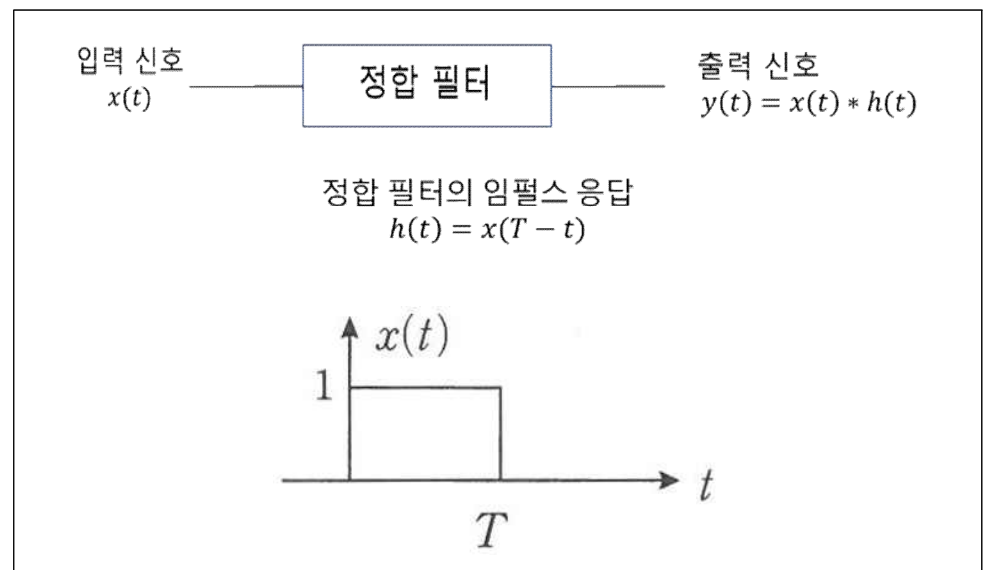 입력 신호
x(t)
정합 필터
출력 신호
y(t) = x(t) * h(t)
정합 필터의 임펄스 응답
h(t) = x(T − t)
x(t)
1
t
T